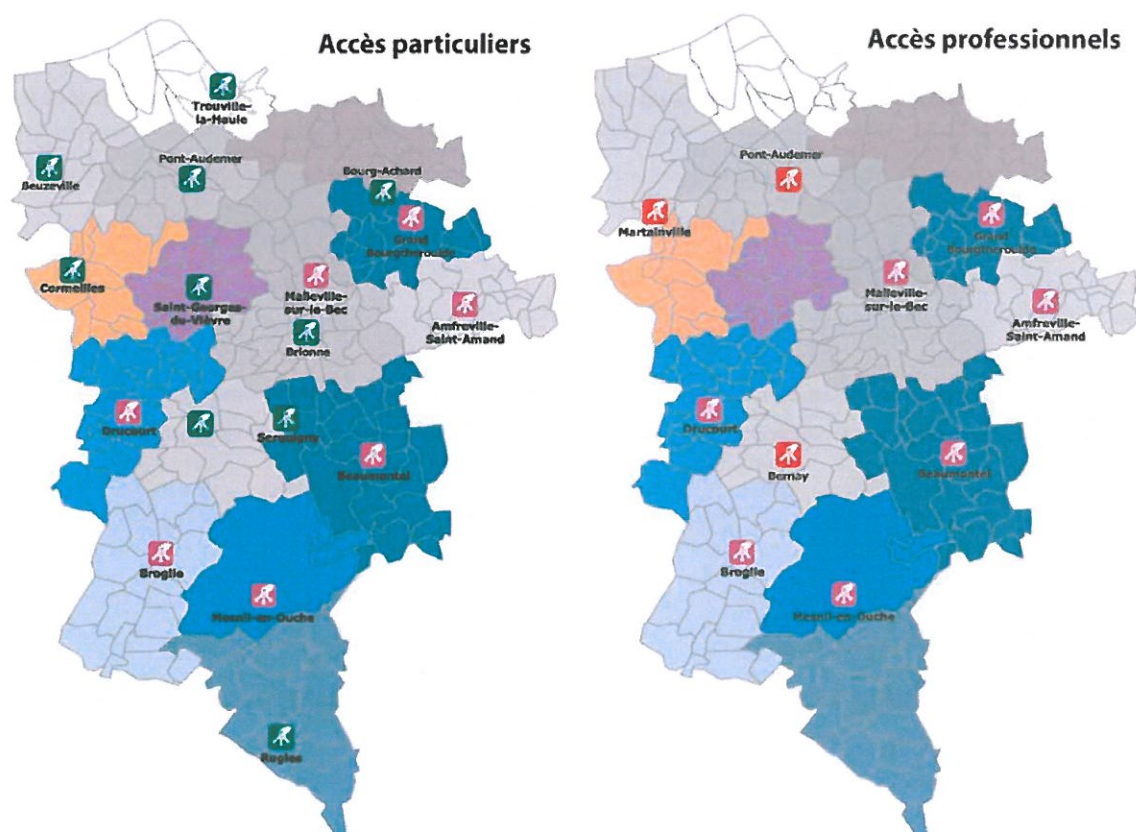 Accès particuliers
Trouville-
la-Haule
Pont-Audemer
Beuzeville
Bourg-Achard
Grand
Bourgtheroulde
Cormeilles
Saint-Georges-
du-Vièvre
Malleville-
sur-le-Bec
Amfreville-
Saint-Amand
Brionne
Drucourt
Serquigny
Beaumontel
Broglie
Mesnil-en-Ouche
Rugles
Accès professionnels
Pont-Audemer
Martainville
Grand
Bourgtheroulde
Malleville-
sur-le-Bec
Amfreville-
Saint-Amand
Drucourt
Bernay
Beaumontel
Broglie
Mesnil-en-Ouche